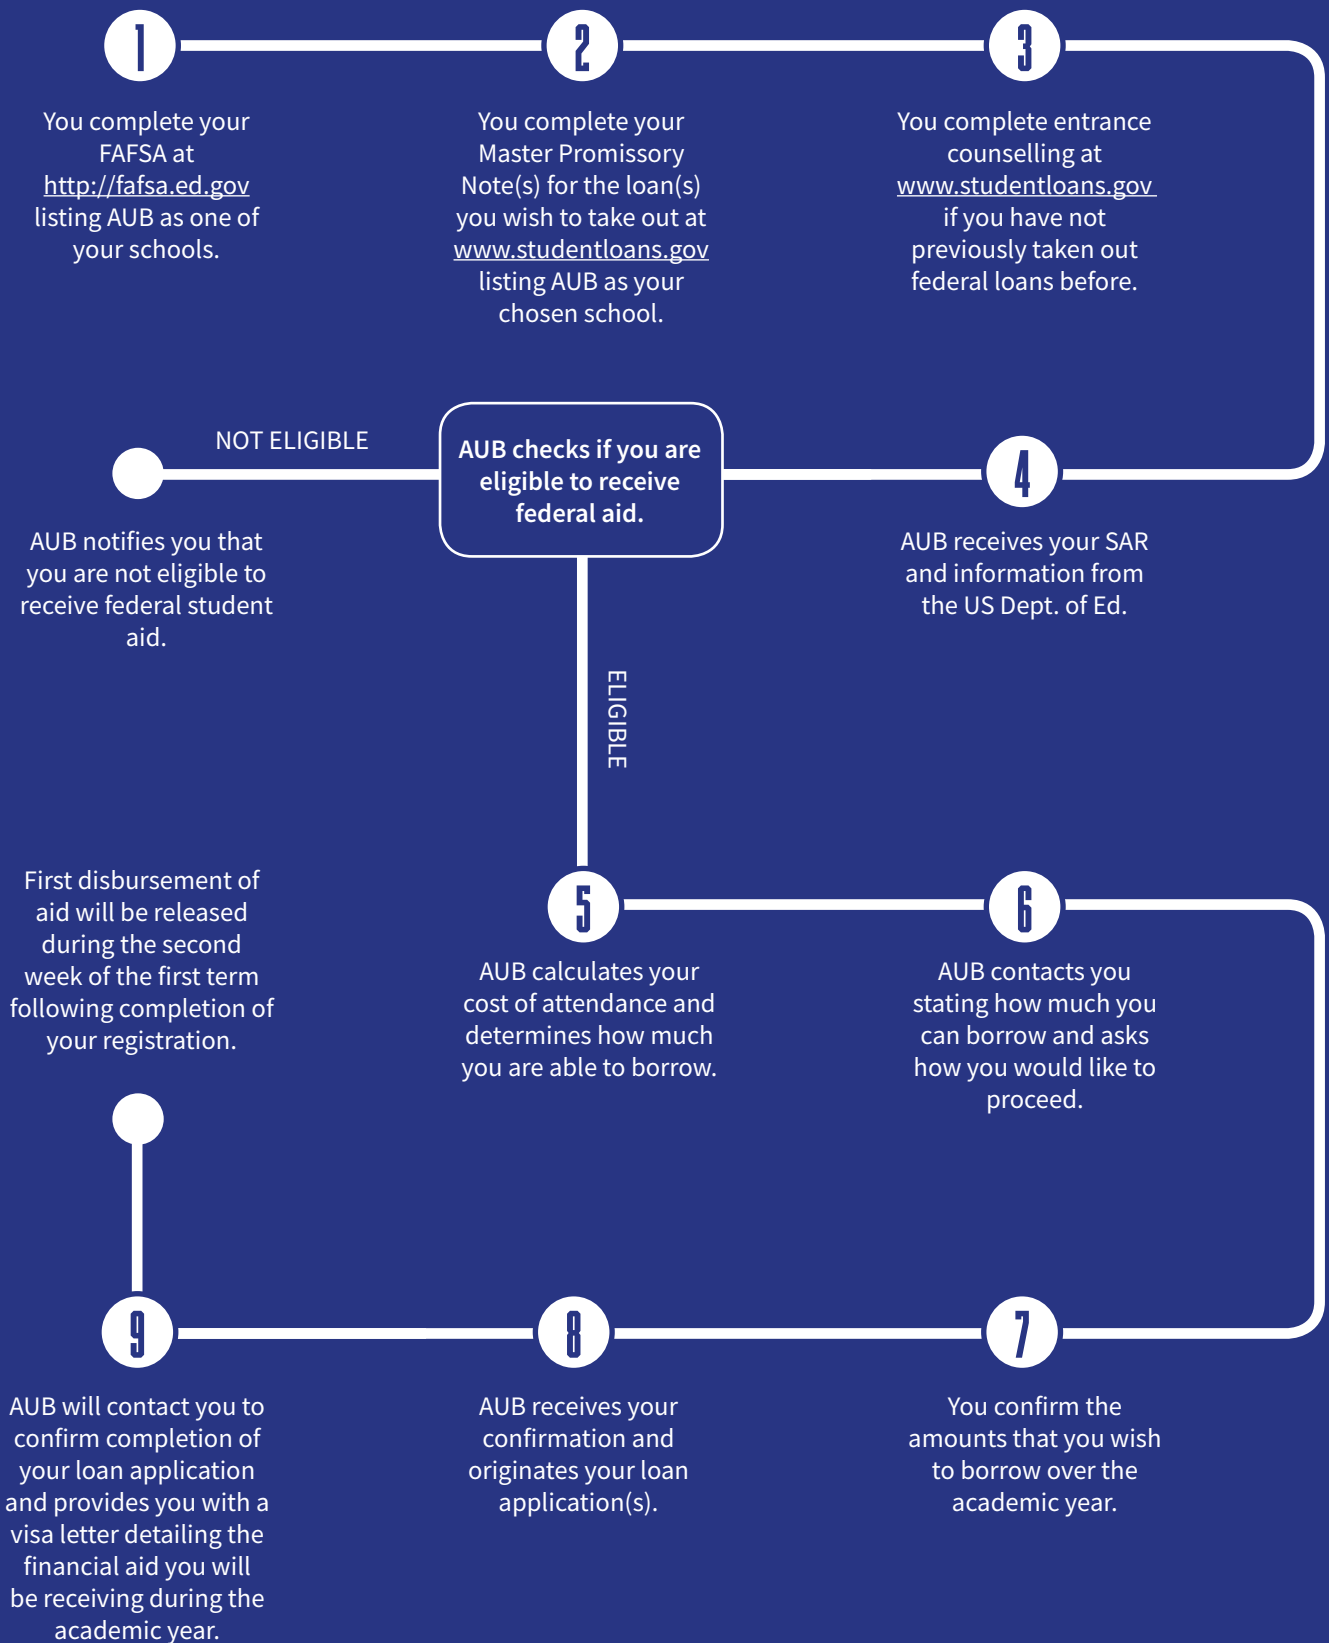 1
You complete your
FAFSA at
http://fafsa.ed.gov
listing AUB as one of
your schools.
2
You complete your
Master Promissory
Note(s) for the loan(s)
you wish to take out at
www.studentloans.gov
listing AUB as your
chosen school.
3
You complete entrance
counselling at
www.studentloans.gov
if you have not
previously taken out
federal loans before.
4
AUB receives your SAR
and information from
the US Dept. of Ed.
AUB checks if you are
eligible to receive
federal aid.
NOT ELIGIBLE
AUB notifies you that
you are not eligible to
receive federal student
aid.
ELIGIBLE
5
AUB calculates your
cost of attendance and
determines how much
you are able to borrow.
6
AUB contacts you
stating how much you
can borrow and asks
how you would like to
proceed.
7
You confirm the
amounts that you wish
to borrow over the
academic year.
8
AUB receives your
confirmation and
originates your loan
application(s).
9
AUB will contact you to
confirm completion of
your loan application
and provides you with a
visa letter detailing the
financial aid you will
be receiving during the
academic year.
First disbursement of
aid will be released
during the second
week of the first term
following completion of
your registration.